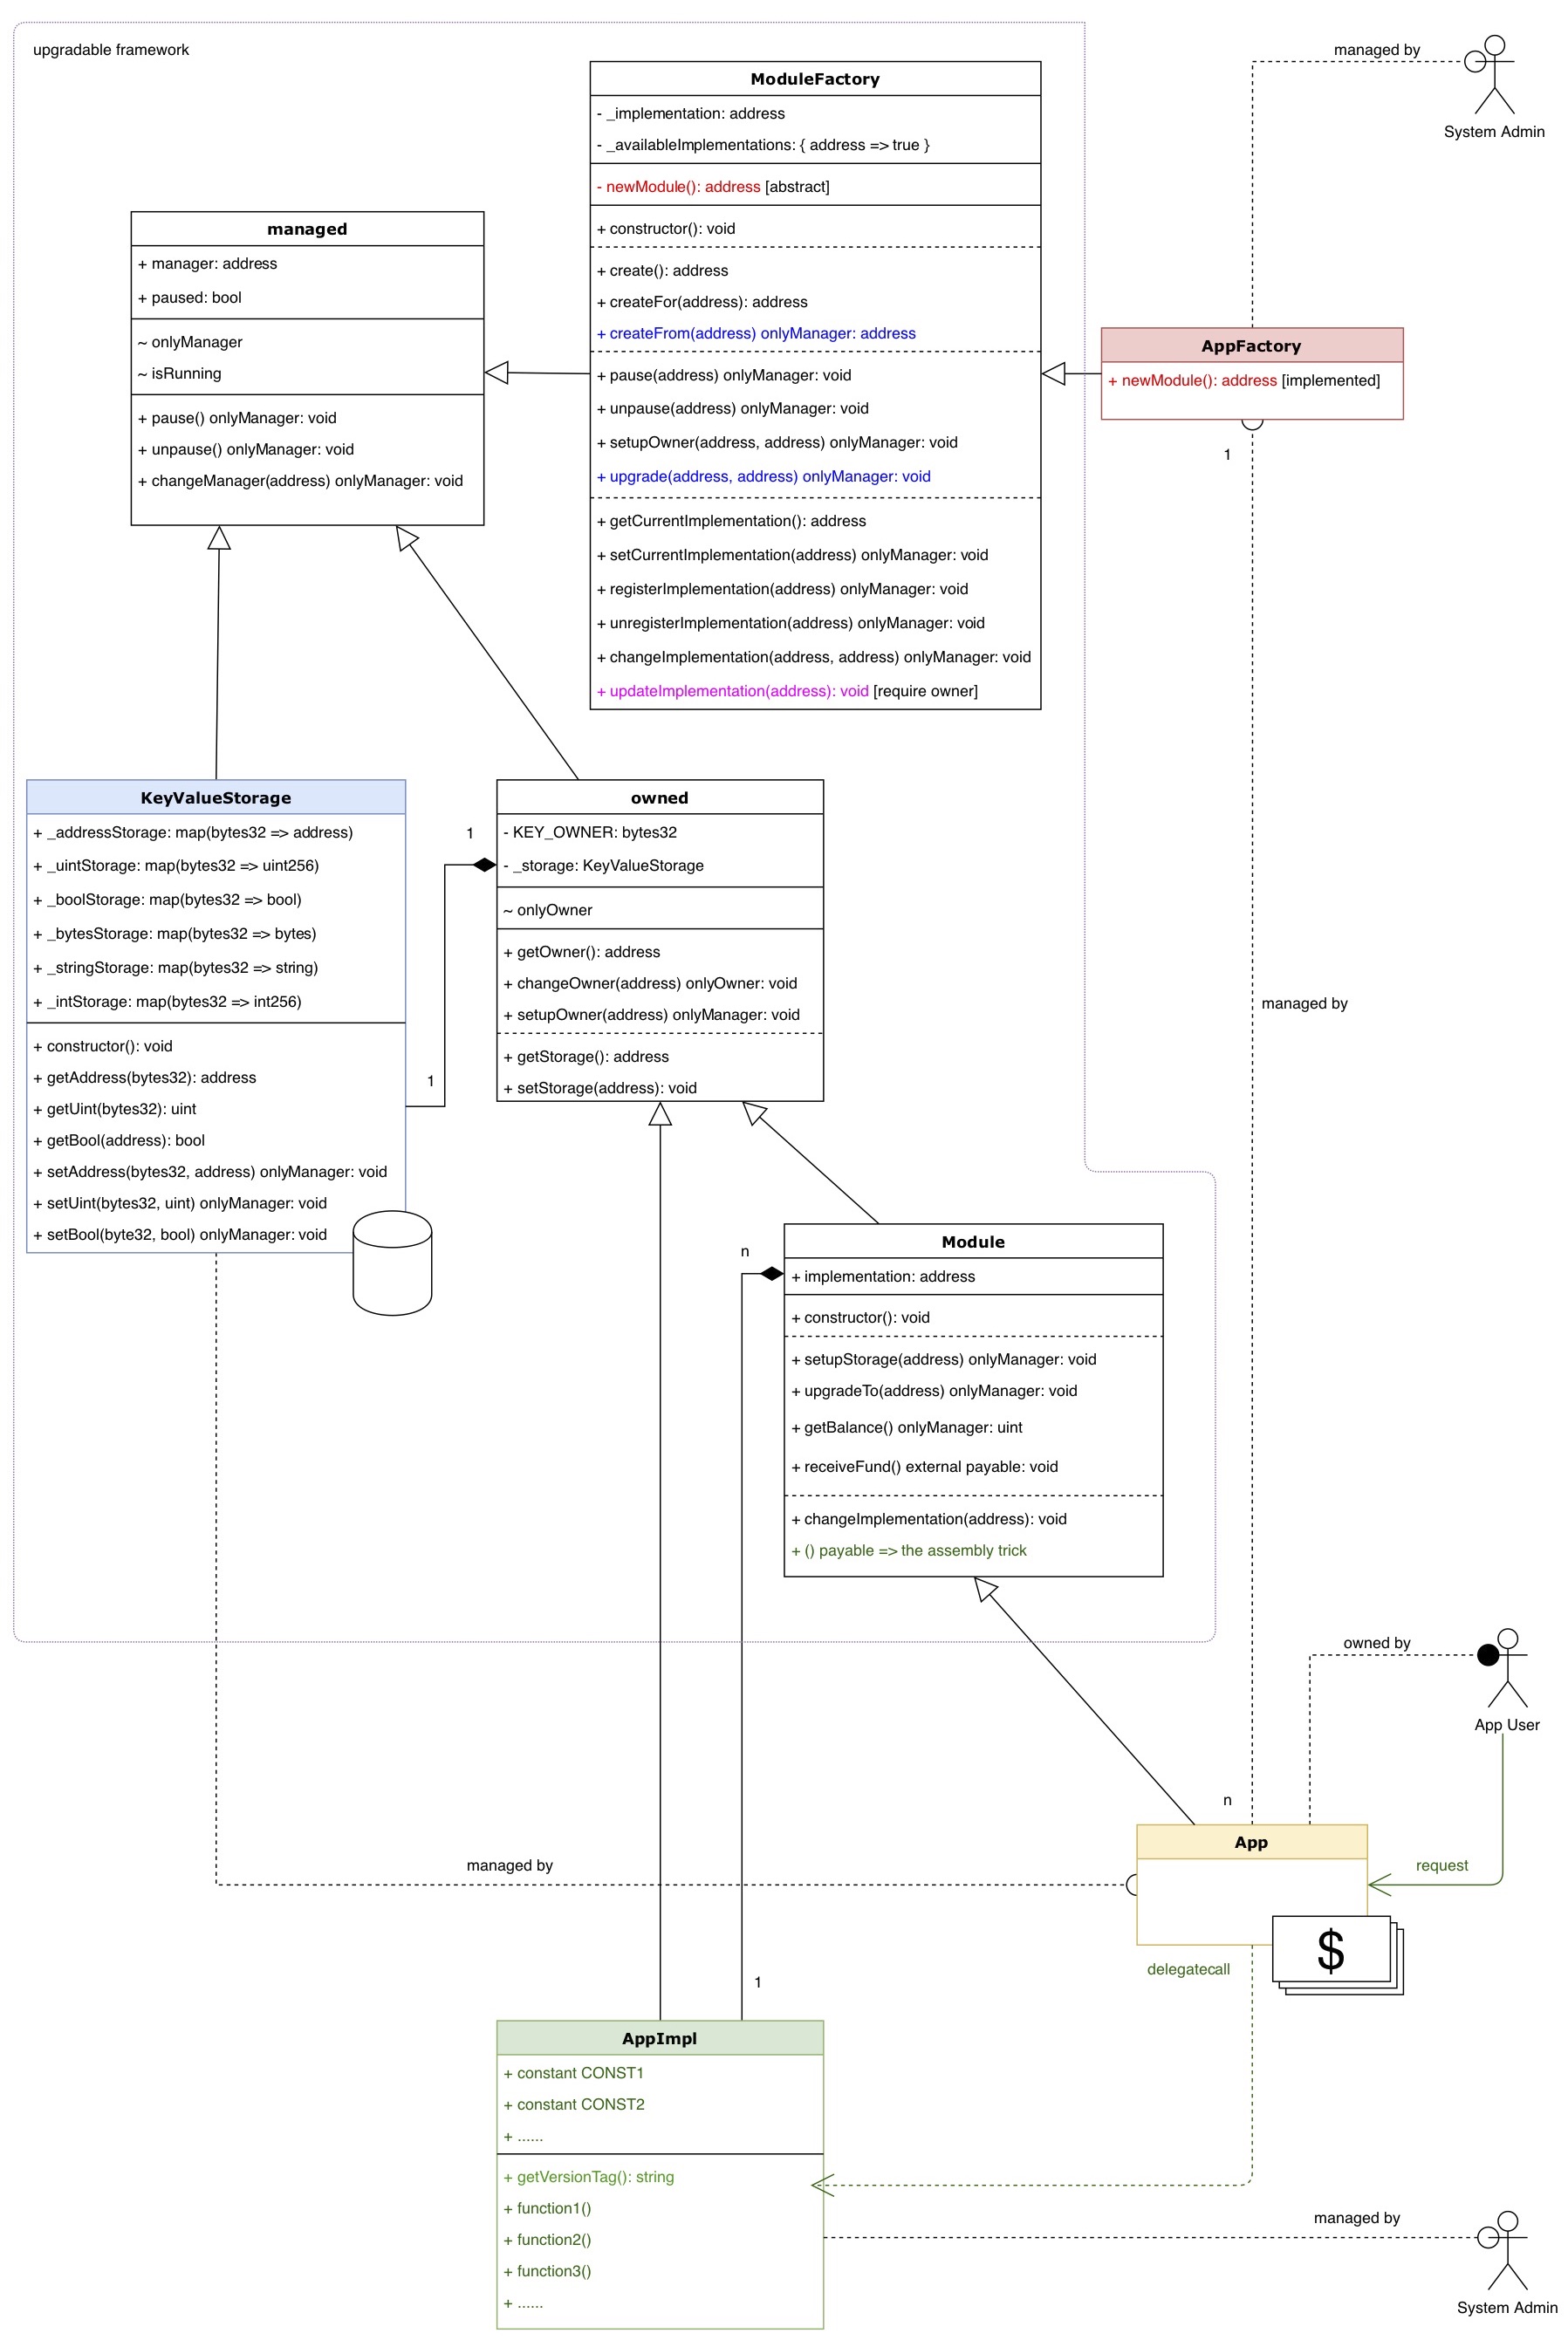 upgradable framework
managed by
System Admin
ModuleFactory
- _implementation: address
- _availableImplementations: { address => true }
- newModule(): address [abstract]
+ constructor(): void
+ create(): address
+ createFor(address): address
+ createFrom(address) onlyManager: address
+ pause(address) onlyManager: void
+ unpause(address) onlyManager: void
+ setupOwner(address, address) onlyManager: void
+ upgrade(address, address) onlyManager: void
+ getCurrentImplementation(): address
+ setCurrentImplementation(address) onlyManager: void
+ registerImplementation(address) onlyManager: void
+ unregisterImplementation(address) onlyManager: void
+ changeImplementation(address, address) onlyManager: void
+ updateImplementation(address): void [require owner]
managed
+ manager: address
+ paused: bool
~ onlyManager
~ isRunning
+ pause() onlyManager: void
+ unpause() onlyManager: void
+ changeManager(address) onlyManager: void
AppFactory
+ newModule(): address [implemented]
1
managed by
KeyValueStorage
+ _addressStorage: map(bytes32 => address)
+ _uintStorage: map(bytes32 => uint256)
+ _boolStorage: map(bytes32 => bool)
+ _bytesStorage: map(bytes32 => bytes)
+ _stringStorage: map(bytes32 => string)
+ _intStorage: map(bytes32 => int256)
+ constructor(): void
+ getAddress(bytes32): address
+ getUint(bytes32): uint
+ getBool(address): bool
+ setAddress(bytes32, address) onlyManager: void
+ setUint(bytes32, uint) onlyManager: void
+ setBool(byte32, bool) onlyManager: void
1
1
owned
- KEY_OWNER: bytes32
- _storage: KeyValueStorage
~ onlyOwner
+ getOwner(): address
+ changeOwner(address) onlyOwner: void
+ setupOwner(address) onlyManager: void
+ getStorage(): address
+ setStorage(address): void
n
Module
+ implementation: address
+ constructor(): void
+ setupStorage(address) onlyManager: void
+ upgradeTo(address) onlyManager: void
+ getBalance() onlyManager: uint
+ receiveFund() external payable: void
+ changeImplementation(address): void
+ () payable => the assembly trick
owned by
App User
n
App
request
managed by
$
delegatecall
1
AppImpl
+ constant CONST1
+ constant CONST2
+ ......
+ getVersionTag(): string
+ function1()
+ function2()
+ function3()
+ ......
managed by
System Admin